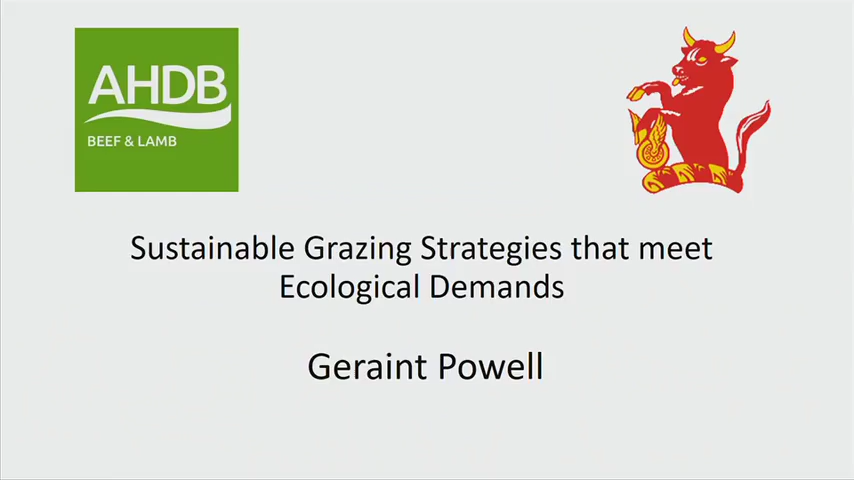 AHDB
BEEF & LAMB
Sustainable Grazing Strategies that meet
Ecological Demands
Geraint Powell